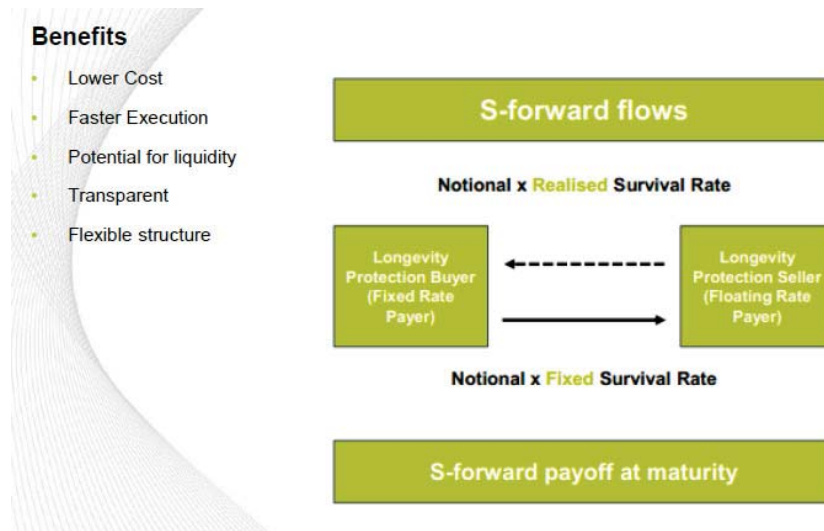 Benefits
• Lower Cost
• Faster Execution
• Potential for liquidity
• Transparent
• Flexible structure
S-forward flows
Notional x Realised Survival Rate
Longevity
Protection Buyer
(Fixed Rate
Payer)
Longevity
Protection Seller
(Floating Rate
Payer)
Notional x Fixed Survival Rate
S-forward payoff at maturity